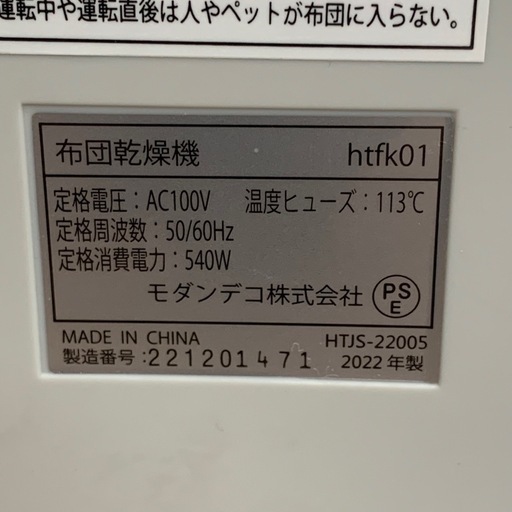 運転中や運転直後は人やペットが布団に入らない。
布団乾燥機 htfk01
定格電圧：AC100V 温度ヒューズ：113℃
定格周波数：50/60Hz
定格消費電力：540W
モダンデコ株式会社 PSE
MADE IN CHINA HTJS-22005
製造番号：221201471 2022年製